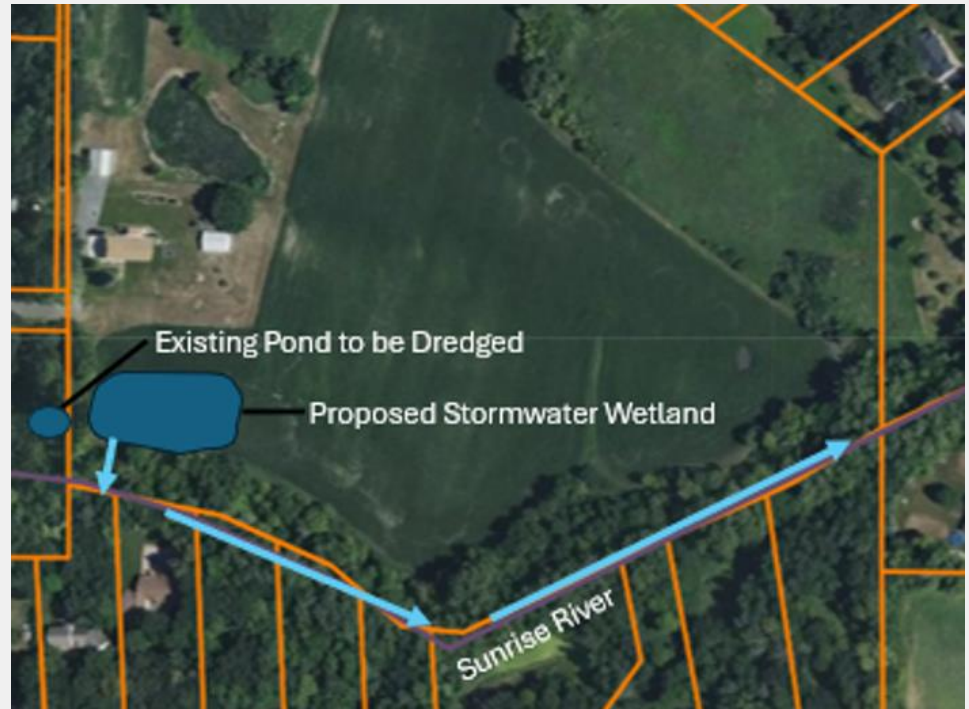 Existing Pond to be Dredged
Proposed Stormwater Wetland
Sunrise River